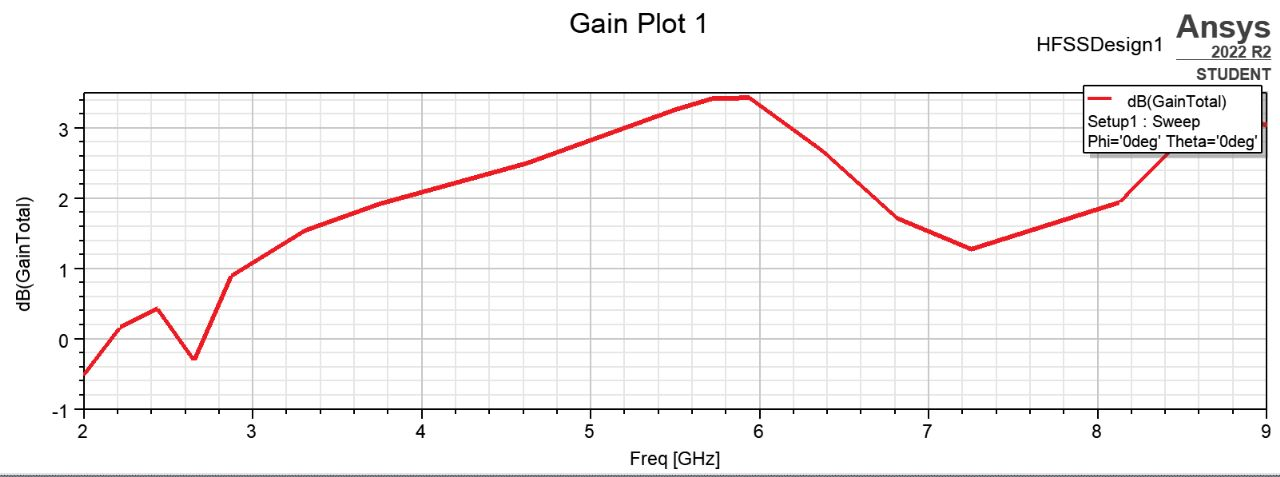 Gain Plot 1
HFSSDesign1
Ansys
2022 R2
STUDENT
dB(GainTotal)
Setup1 : Sweep
Phi='0deg' Theta='0deg'
dB(GainTotal)
3
2
1
0
-1
2 3 4 5 6 7 8 9
Freq [GHz]